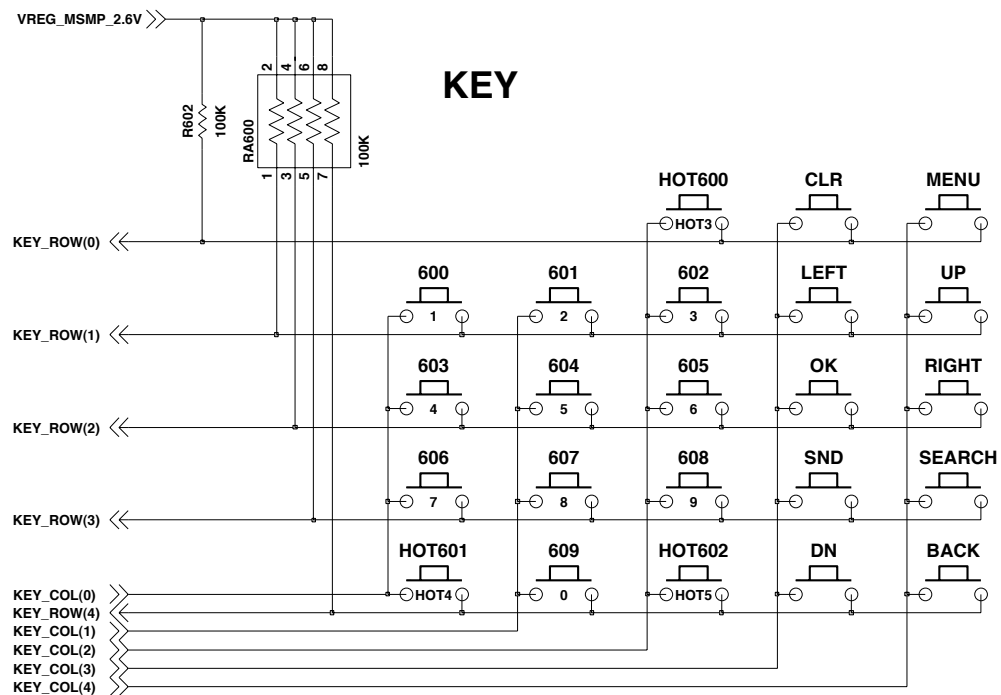 VREG_MSMP_2.6V
KEY
2 4 6 8
R602
100K
RA600
100K
1 3 5 7
HOT600 CLR MENU
HOT3
KEY_ROW(0)
600 601 602 LEFT UP
1 2 3
KEY_ROW(1)
603 604 605 OK RIGHT
4 5 6
KEY_ROW(2)
606 607 608 SND SEARCH
7 8 9
KEY_ROW(3)
HOT601 609 HOT602 DN BACK
KEY_COL(0) HOT4 0 HOT5
KEY_ROW(4)
KEY_COL(1)
KEY_COL(2)
KEY_COL(3)
KEY_COL(4)